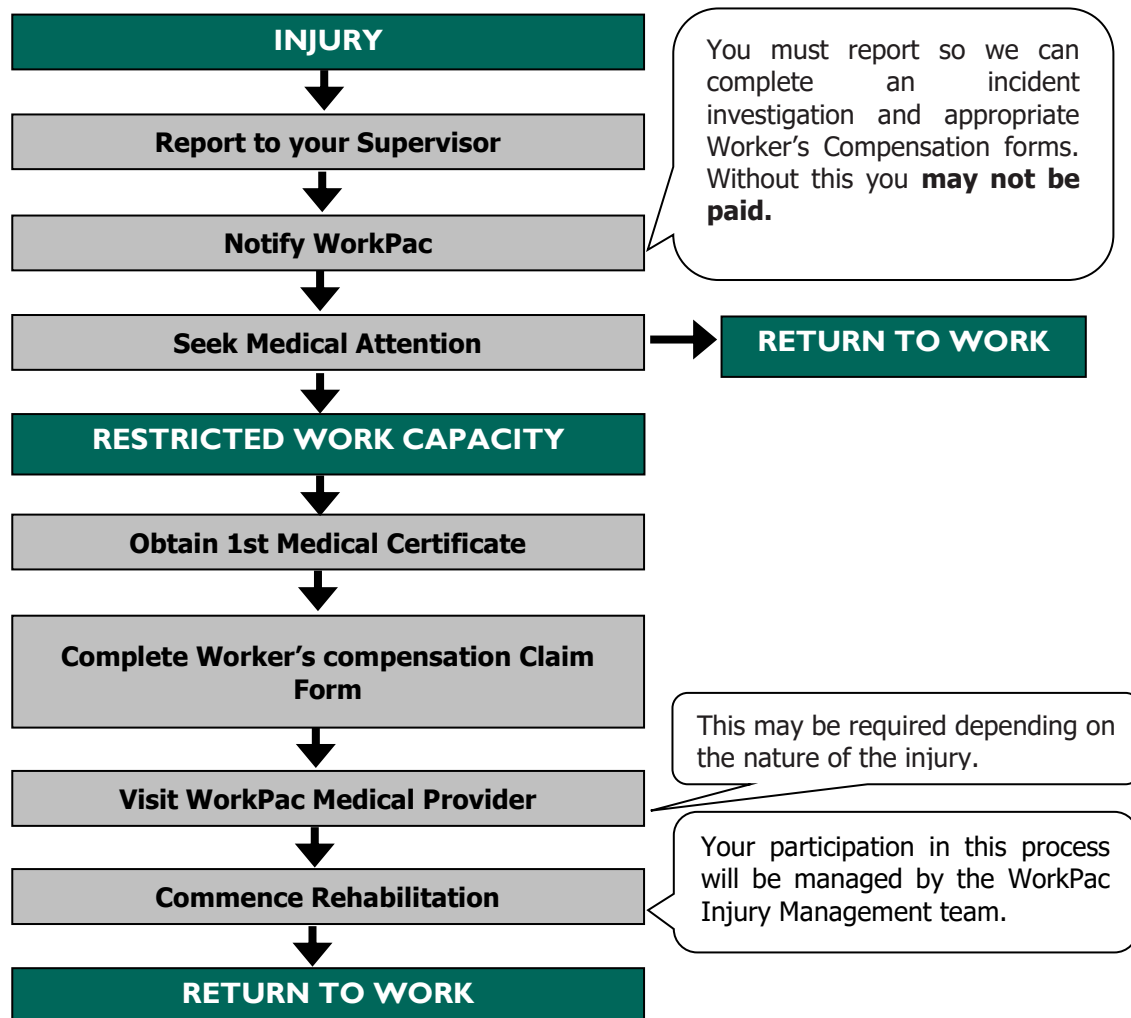 INJURY
You must report so we can
complete an incident
investigation and appropriate
Worker's Compensation forms.
Without this you may not be
paid.
Report to your Supervisor
Notify WorkPac
Seek Medical Attention
RETURN TO WORK
RESTRICTED WORK CAPACITY
Obtain 1st Medical Certificate
Complete Worker’s compensation Claim
Form
This may be required depending on
the nature of the injury.
Visit WorkPac Medical Provider
Your participation in this process
will be managed by the WorkPac
Injury Management team.
Commence Rehabilitation
RETURN TO WORK